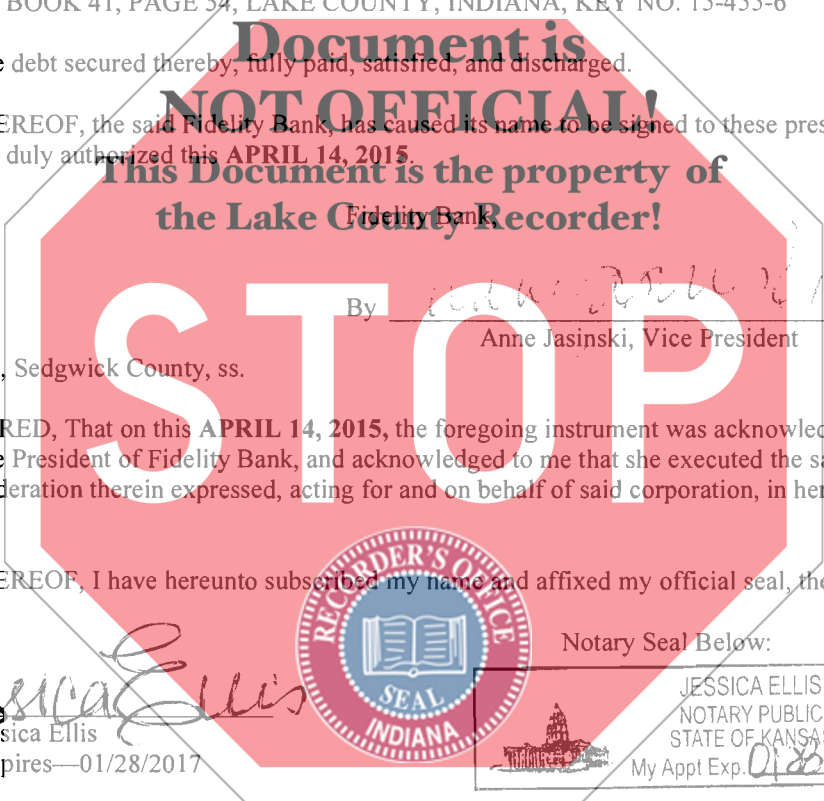 BOOK 41, PAGE 54, LAKE COUNTY, INDIANA, KEY NO. 15-455-6
Document is
debt secured thereby, fully paid, satisfied, and discharged.
NOT OFFICIAL!
EREOF, the said Fidelity Bank, has caused its name to be signed to these pres
duly authorized this APRIL 14, 2015.
This Document is the property of
the Lake County Recorder!
Fidelity Bank,
STOP
By
Anne Jasinski, Vice President
, Sedgwick County, ss.
RED, That on this APRIL 14, 2015, the foregoing instrument was acknowled
e President of Fidelity Bank, and acknowledged to me that she executed the sa
deration therein expressed, acting for and on behalf of said corporation, in her
EREOF, I have hereunto subscribed my name and affixed my official seal, the
RECORDER'S OFFICE
SEAL
INDIANA
Notary Seal Below:
JESSICA ELLIS
NOTARY PUBLIC
STATE OF KANSAS
My Appt Exp.
sica Ellis
sica Ellis
pires—01/28/2017